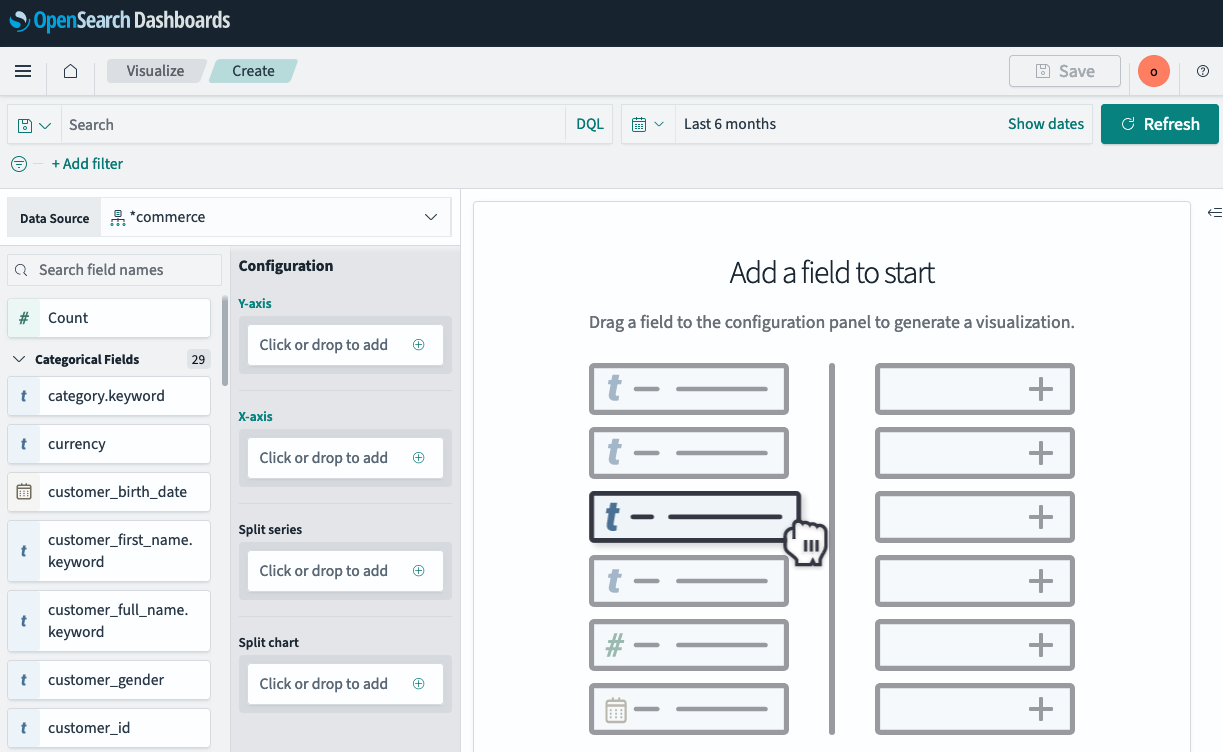 OpenSearch Dashboards
Visualize
Create
Save
o
Search
DQL
Last 6 months
Show dates
Refresh
+ Add filter
Data Source
*commerce
Search field names
# Count
Categorical Fields 29
t category.keyword
t currency
customer_birth_date
t customer_first_name.
keyword
t customer_full_name.
keyword
t customer_gender
t customer_id
Configuration
Y-axis
Click or drop to add
X-axis
Click or drop to add
Split series
Click or drop to add
Split chart
Click or drop to add
Add a field to start
Drag a field to the configuration panel to generate a visualization.
t
t
t
t
#